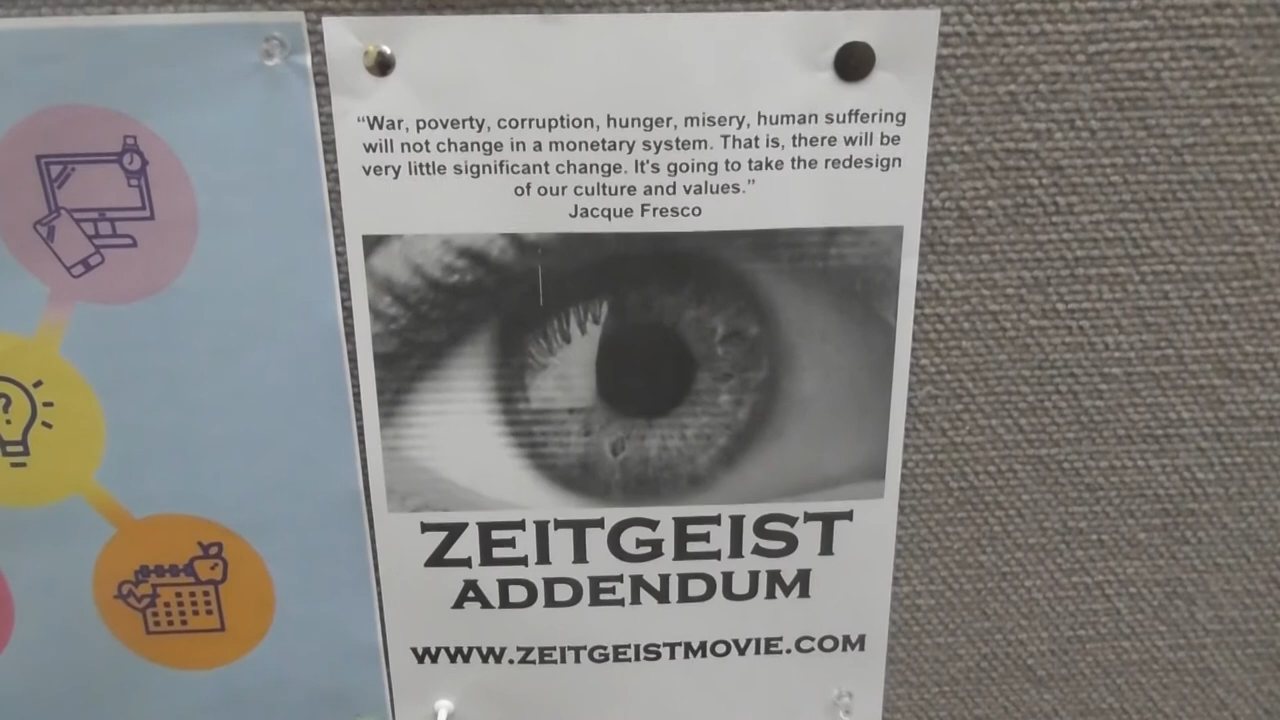 “War, poverty, corruption, hunger, misery, human suffering
will not change in a monetary system. That is, there will be
very little significant change. It's going to take the redesign
of our culture and values.”
Jacque Fresco
ZEITGEIST
ADDENDUM
WWW.ZEITGEISTMOVIE.COM
?